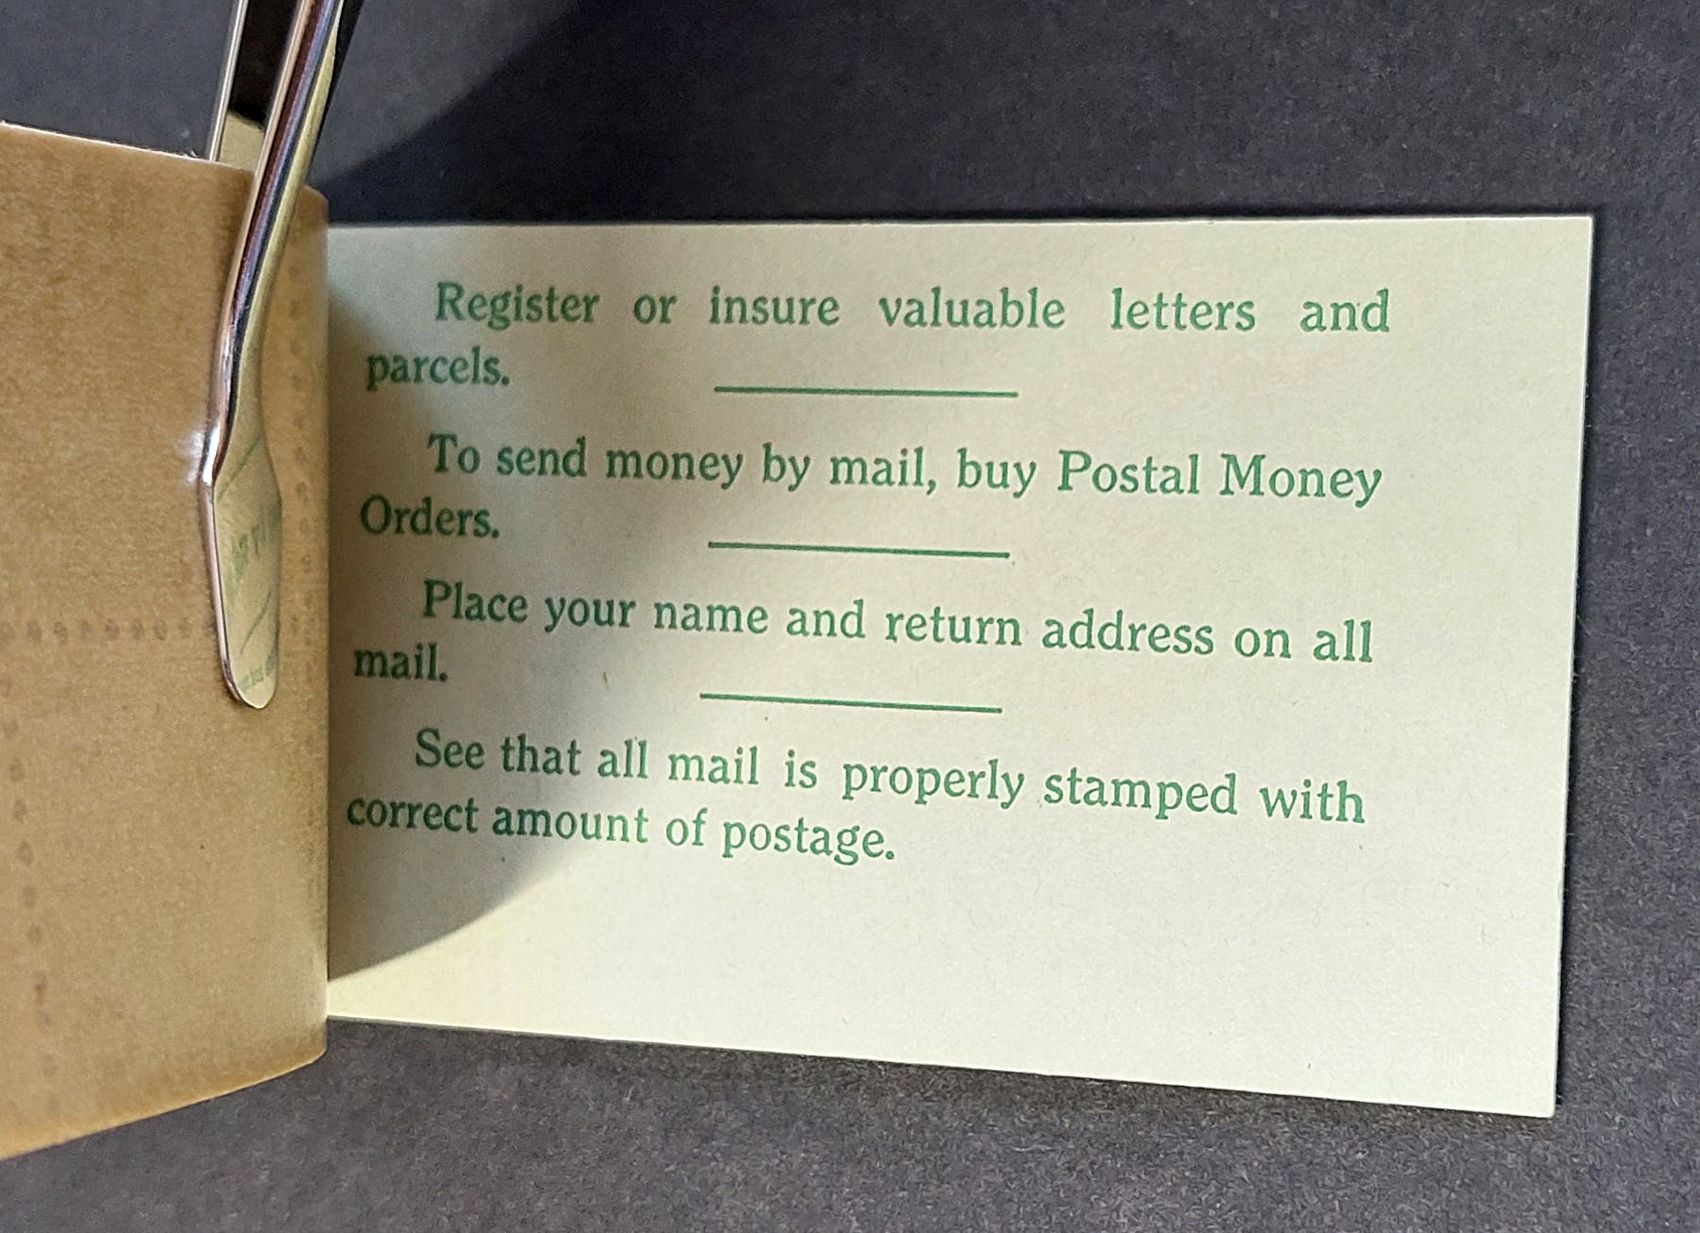 Register or insure valuable letters and
parcels.
To send money by mail, buy Postal Money
Orders.
Place your name and return address on all
mail.
See that all mail is properly stamped with
correct amount of postage.